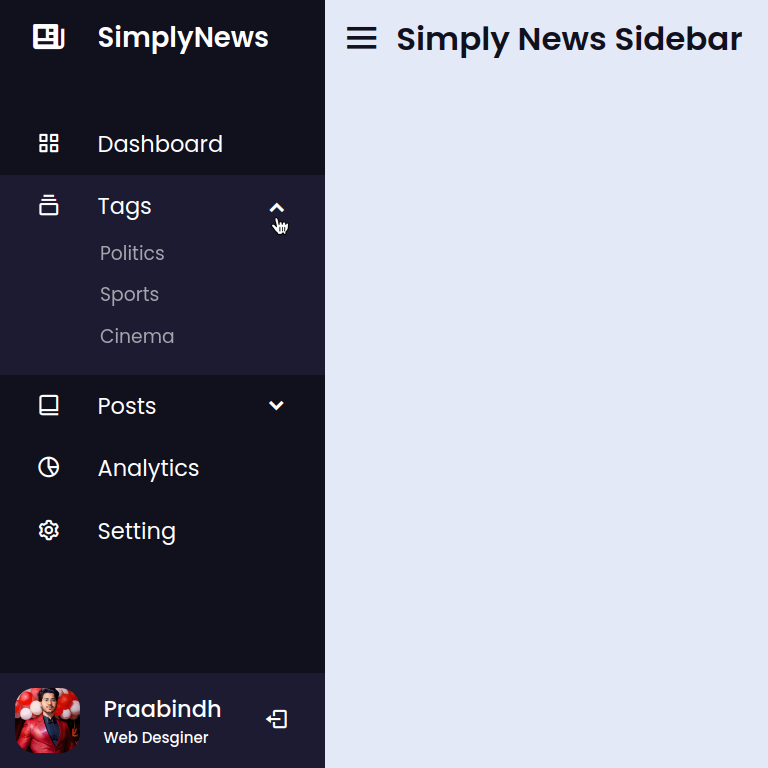 SimplyNews
Simply News Sidebar
Dashboard
Tags
Politics
Sports
Cinema
Posts
Analytics
Setting
Praabindh
Web Desginer